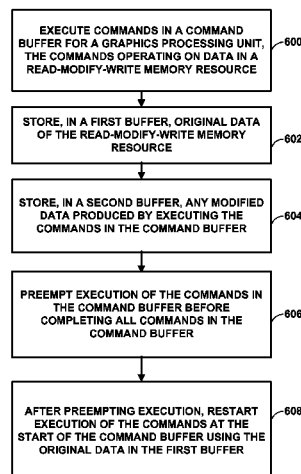 EXECUTE COMMANDS IN A COMMAND
BUFFER FOR A GRAPHICS PROCESSING UNIT,
THE COMMANDS OPERATING ON DATA IN A
READ-MODIFY-WRITE MEMORY RESOURCE
600
STORE, IN A FIRST BUFFER, ORIGINAL DATA
OF THE READ-MODIFY-WRITE MEMORY
RESOURCE
602
STORE, IN A SECOND BUFFER, ANY MODIFIED
DATA PRODUCED BY EXECUTING THE
COMMANDS IN THE COMMAND BUFFER
604
PREEMPT EXECUTION OF THE COMMANDS IN
THE COMMAND BUFFER BEFORE
COMPLETING ALL COMMANDS IN THE
COMMAND BUFFER
606
AFTER PREEMPTING EXECUTION, RESTART
EXECUTION OF THE COMMANDS AT THE
START OF THE COMMAND BUFFER USING THE
ORIGINAL DATA IN THE FIRST BUFFER
608